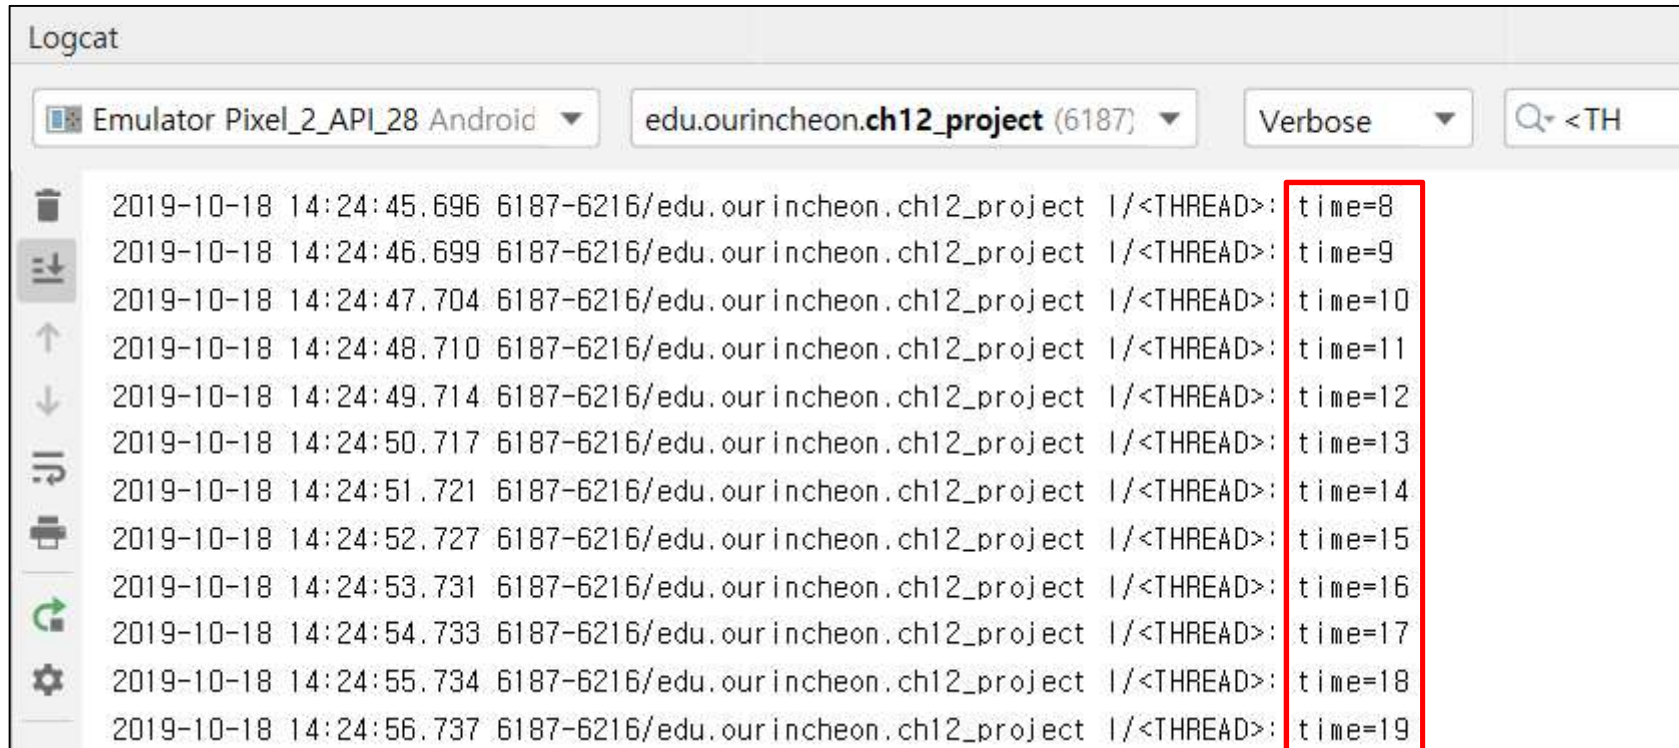 Logcat
Emulator Pixel_2_API_28 Android edu.ourincheon.ch12_project (6187) Verbose <TH
2019-10-18 14:24:45.696 6187-6216/edu.ourincheon.ch12_project I/<THREAD>: time=8
2019-10-18 14:24:46.699 6187-6216/edu.ourincheon.ch12_project I/<THREAD>: time=9
2019-10-18 14:24:47.704 6187-6216/edu.ourincheon.ch12_project I/<THREAD>: time=10
2019-10-18 14:24:48.710 6187-6216/edu.ourincheon.ch12_project I/<THREAD>: time=11
2019-10-18 14:24:49.714 6187-6216/edu.ourincheon.ch12_project I/<THREAD>: time=12
2019-10-18 14:24:50.717 6187-6216/edu.ourincheon.ch12_project I/<THREAD>: time=13
2019-10-18 14:24:51.721 6187-6216/edu.ourincheon.ch12_project I/<THREAD>: time=14
2019-10-18 14:24:52.727 6187-6216/edu.ourincheon.ch12_project I/<THREAD>: time=15
2019-10-18 14:24:53.731 6187-6216/edu.ourincheon.ch12_project I/<THREAD>: time=16
2019-10-18 14:24:54.733 6187-6216/edu.ourincheon.ch12_project I/<THREAD>: time=17
2019-10-18 14:24:55.734 6187-6216/edu.ourincheon.ch12_project I/<THREAD>: time=18
2019-10-18 14:24:56.737 6187-6216/edu.ourincheon.ch12_project I/<THREAD>: time=19